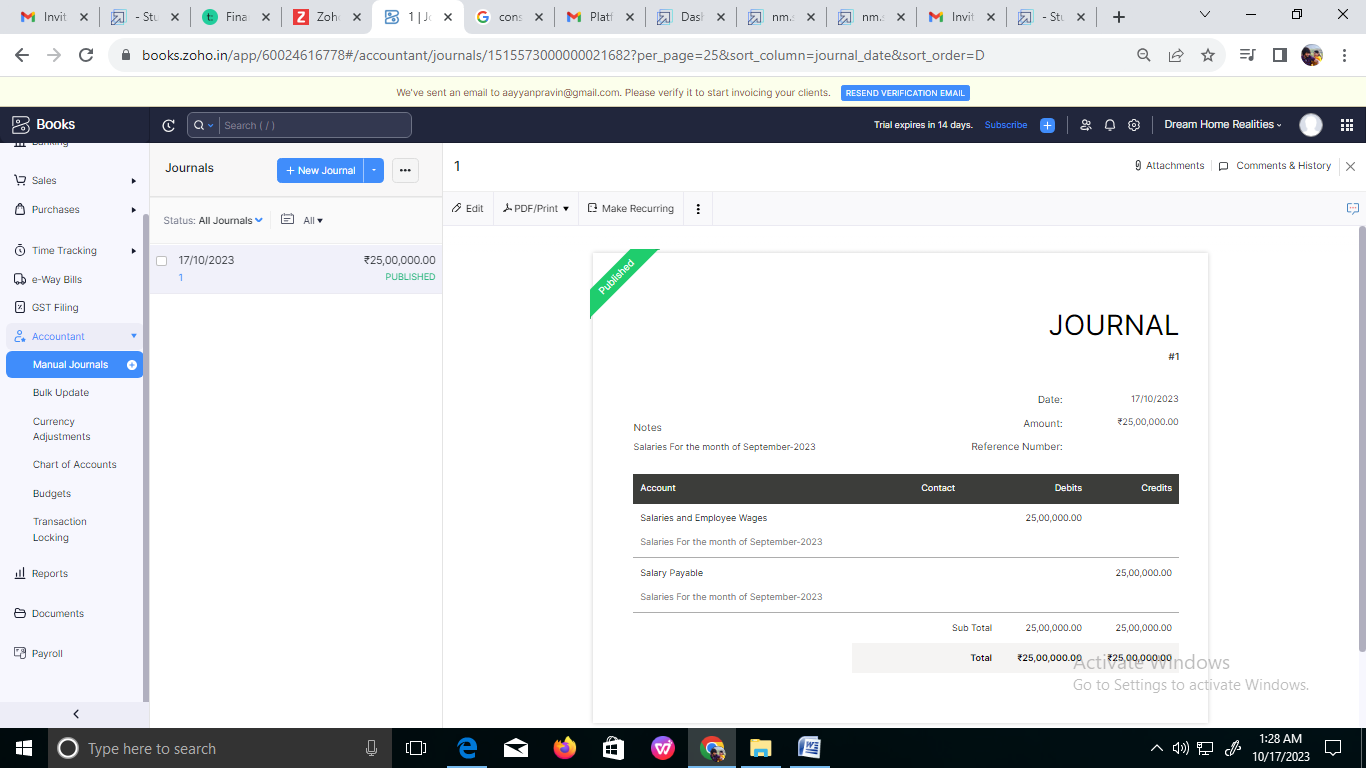 Invit
- Stu
Fina
Zoh
1 | Jo
cons
Platf
Dash
nm.s
nm.s
Invit
- Stu
books.zoho.in/app/60024616778#/accountant/journals/1515573000000021682?per_page=25&sort_column=journal_date&sort_order=D
We've sent an email to aayyanpravin@gmail.com. Please verify it to start invoicing your clients. RESEND VERIFICATION EMAIL
Books
Search ( / )
Trial expires in 14 days. Subscribe
Dream Home Realities
Banking
Sales
Purchases
Time Tracking
e-Way Bills
GST Filing
Accountant
Manual Journals
Bulk Update
Currency
Adjustments
Chart of Accounts
Budgets
Transaction
Locking
Reports
Documents
Payroll
Journals
+ New Journal
Status: All Journals
All
17/10/2023 ₹25,00,000.00
1 PUBLISHED
1
Attachments
Comments & History
Edit
PDF/Print
Make Recurring
Published
JOURNAL
#1
Date: 17/10/2023
Amount: ₹25,00,000.00
Reference Number:
Notes
Salaries For the month of September-2023
Account Contact Debits Credits
Salaries and Employee Wages 25,00,000.00
Salaries For the month of September-2023
Salary Payable 25,00,000.00
Salaries For the month of September-2023
Sub Total 25,00,000.00 25,00,000.00
Total ₹25,00,000.00 ₹25,00,000.00
Activate Windows
Go to Settings to activate Windows.
Type here to search
1:28 AM
10/17/2023